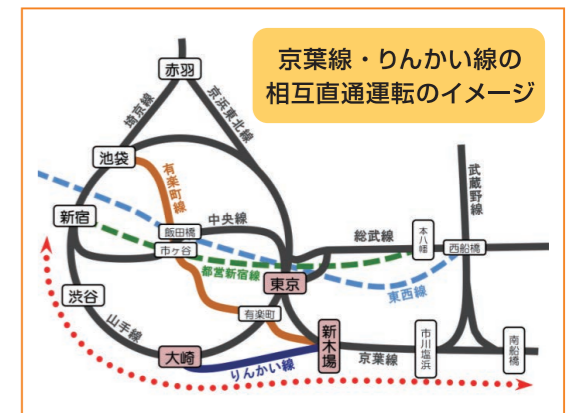 京葉線・りんかい線の
相互直通運転のイメージ
赤羽
埼京線
京浜東北線
池袋
有楽町線
武蔵野線
新宿
飯田橋
中央線
総武線
本八幡
西船橋
市ヶ谷
都営新宿線
東京
東西線
渋谷
有楽町
山手線
新木場
市川塩浜
南船橋
大崎
りんかい線
京葉線